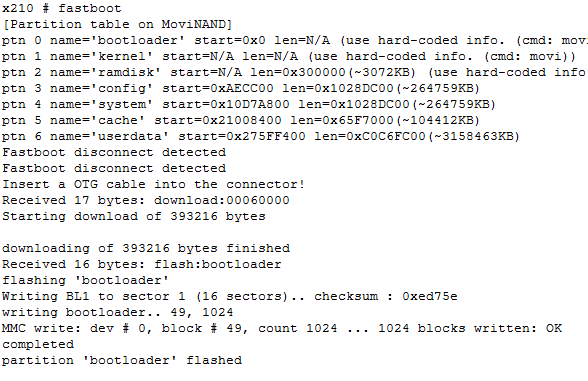 x210 # fastboot
[Partition table on MoviNAND]
ptn 0 name='bootloader' start=0x0 len=N/A (use hard-coded info. (cmd: movi
ptn 1 name='kernel' start=N/A len=N/A (use hard-coded info. (cmd: movi))
ptn 2 name='ramdisk' start=N/A len=0x300000(~3072KB) (use hard-coded info
ptn 3 name='config' start=0xAECC00 len=0x1028DC00(~264759KB)
ptn 4 name='system' start=0x10D7A800 len=0x1028DC00(~264759KB)
ptn 5 name='cache' start=0x21008400 len=0x65F7000(~104412KB)
ptn 6 name='userdata' start=0x275FF400 len=0xC0C6FC00(~3158463KB)
Fastboot disconnect detected
Fastboot disconnect detected
Insert a OTG cable into the connector!
Received 17 bytes: download:00060000
Starting download of 393216 bytes

downloading of 393216 bytes finished
Received 16 bytes: flash:bootloader
flashing 'bootloader'
Writing BL1 to sector 1 (16 sectors).. checksum : 0xed75e
writing bootloader.. 49, 1024
MMC write: dev # 0, block # 49, count 1024 ... 1024 blocks written: OK
completed
partition 'bootloader' flashed